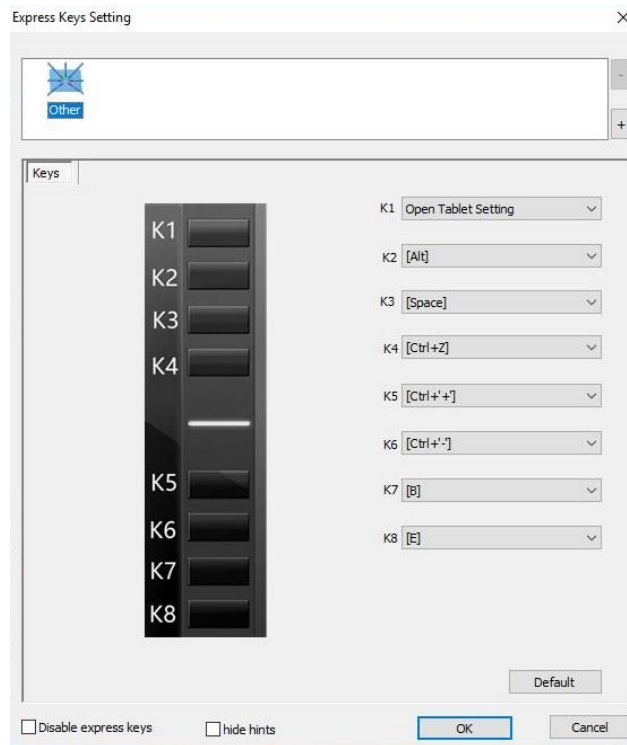 Express Keys Setting
Other
Keys
K1
K2
K3
K4
K5
K6
K7
K8
K1 Open Tablet Setting
K2 [Alt]
K3 [Space]
K4 [Ctrl+Z]
K5 [Ctrl+'+']
K6 [Ctrl+'-']
K7 [B]
K8 [E]
Default
Disable express keys hide hints OK Cancel